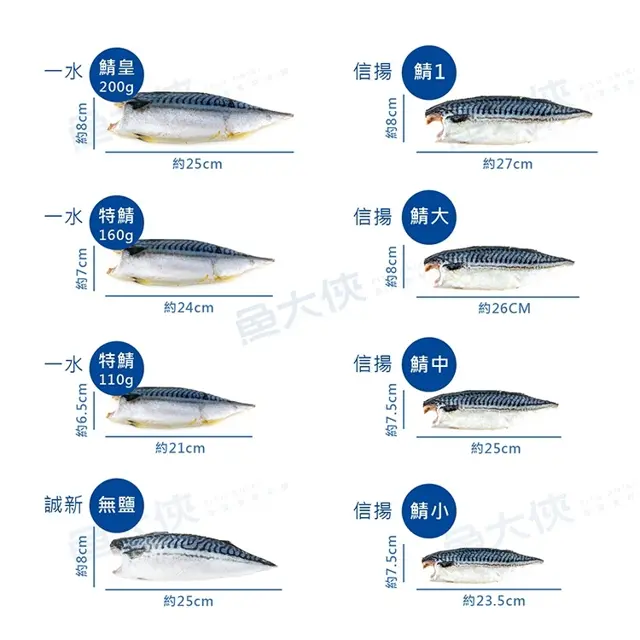 一水 鯖皇
200g
約8cm
約25cm
信揚 鯖1
約8cm
約27cm
一水 特鯖
160g
約7cm
約24cm
信揚 鯖大
約8cm
約26CM
魚大俠
一水 特鯖
110g
約6.5cm
約21cm
信揚 鯖中
約7.5cm
約25cm
誠新 無鹽
約8cm
約25cm
信揚 鯖小
約7.5cm
約23.5cm